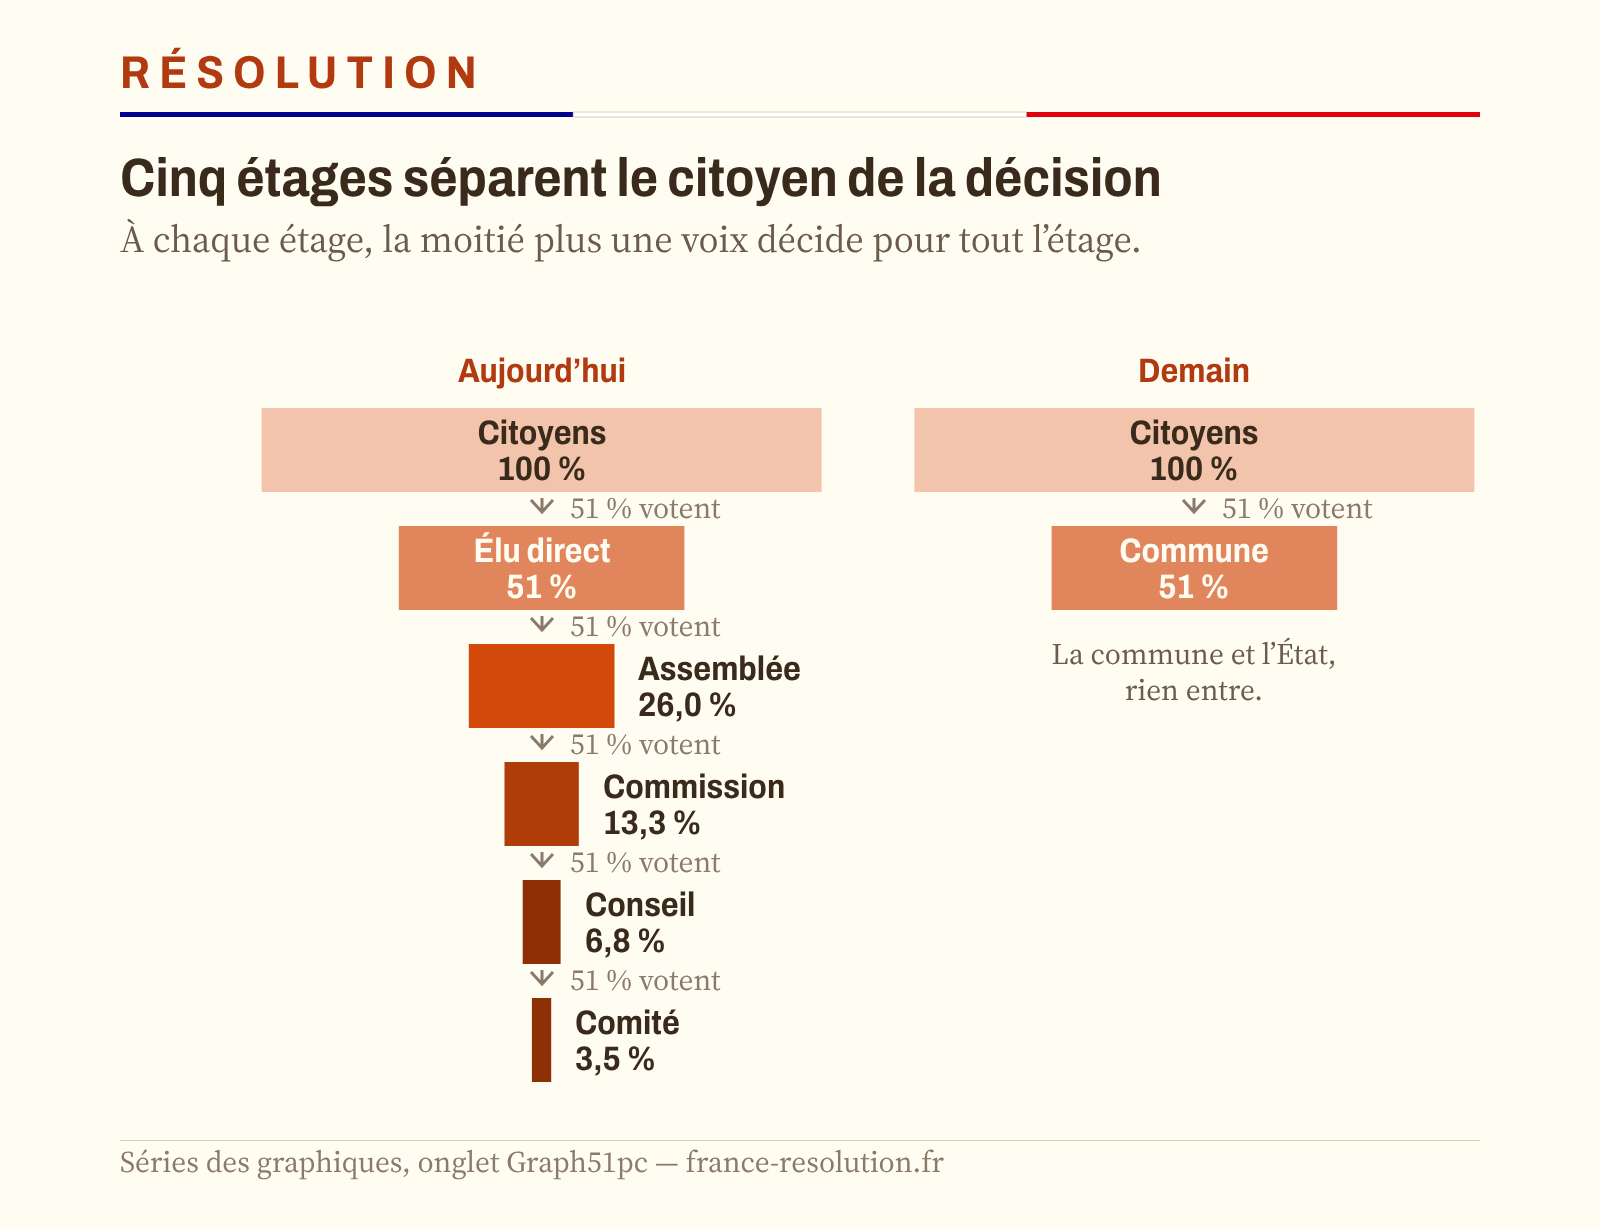 RÉSOLUTION
Cinq étages séparent le citoyen de la décision
À chaque étage, la moitié plus une voix décide pour tout l’étage.
Aujourd’hui
Citoyens
100 %
51 % votent
Élu direct
51 %
51 % votent
Assemblée
26,0 %
51 % votent
Commission
13,3 %
51 % votent
Conseil
6,8 %
51 % votent
Comité
3,5 %
Demain
Citoyens
100 %
51 % votent
Commune
51 %
La commune et l’État,
rien entre.
Séries des graphiques, onglet Graph51pc — france-resolution.fr